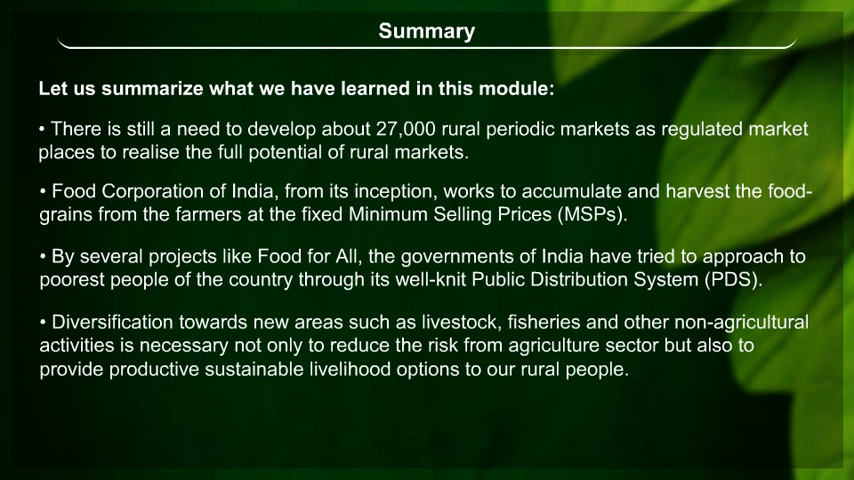 Summary
Let us summarize what we have learned in this module:
• There is still a need to develop about 27,000 rural periodic markets as regulated market
places to realise the full potential of rural markets.
• Food Corporation of India, from its inception, works to accumulate and harvest the food-
grains from the farmers at the fixed Minimum Selling Prices (MSPs).
• By several projects like Food for All, the governments of India have tried to approach to
poorest people of the country through its well-knit Public Distribution System (PDS).
• Diversification towards new areas such as livestock, fisheries and other non-agricultural
activities is necessary not only to reduce the risk from agriculture sector but also to
provide productive sustainable livelihood options to our rural people.